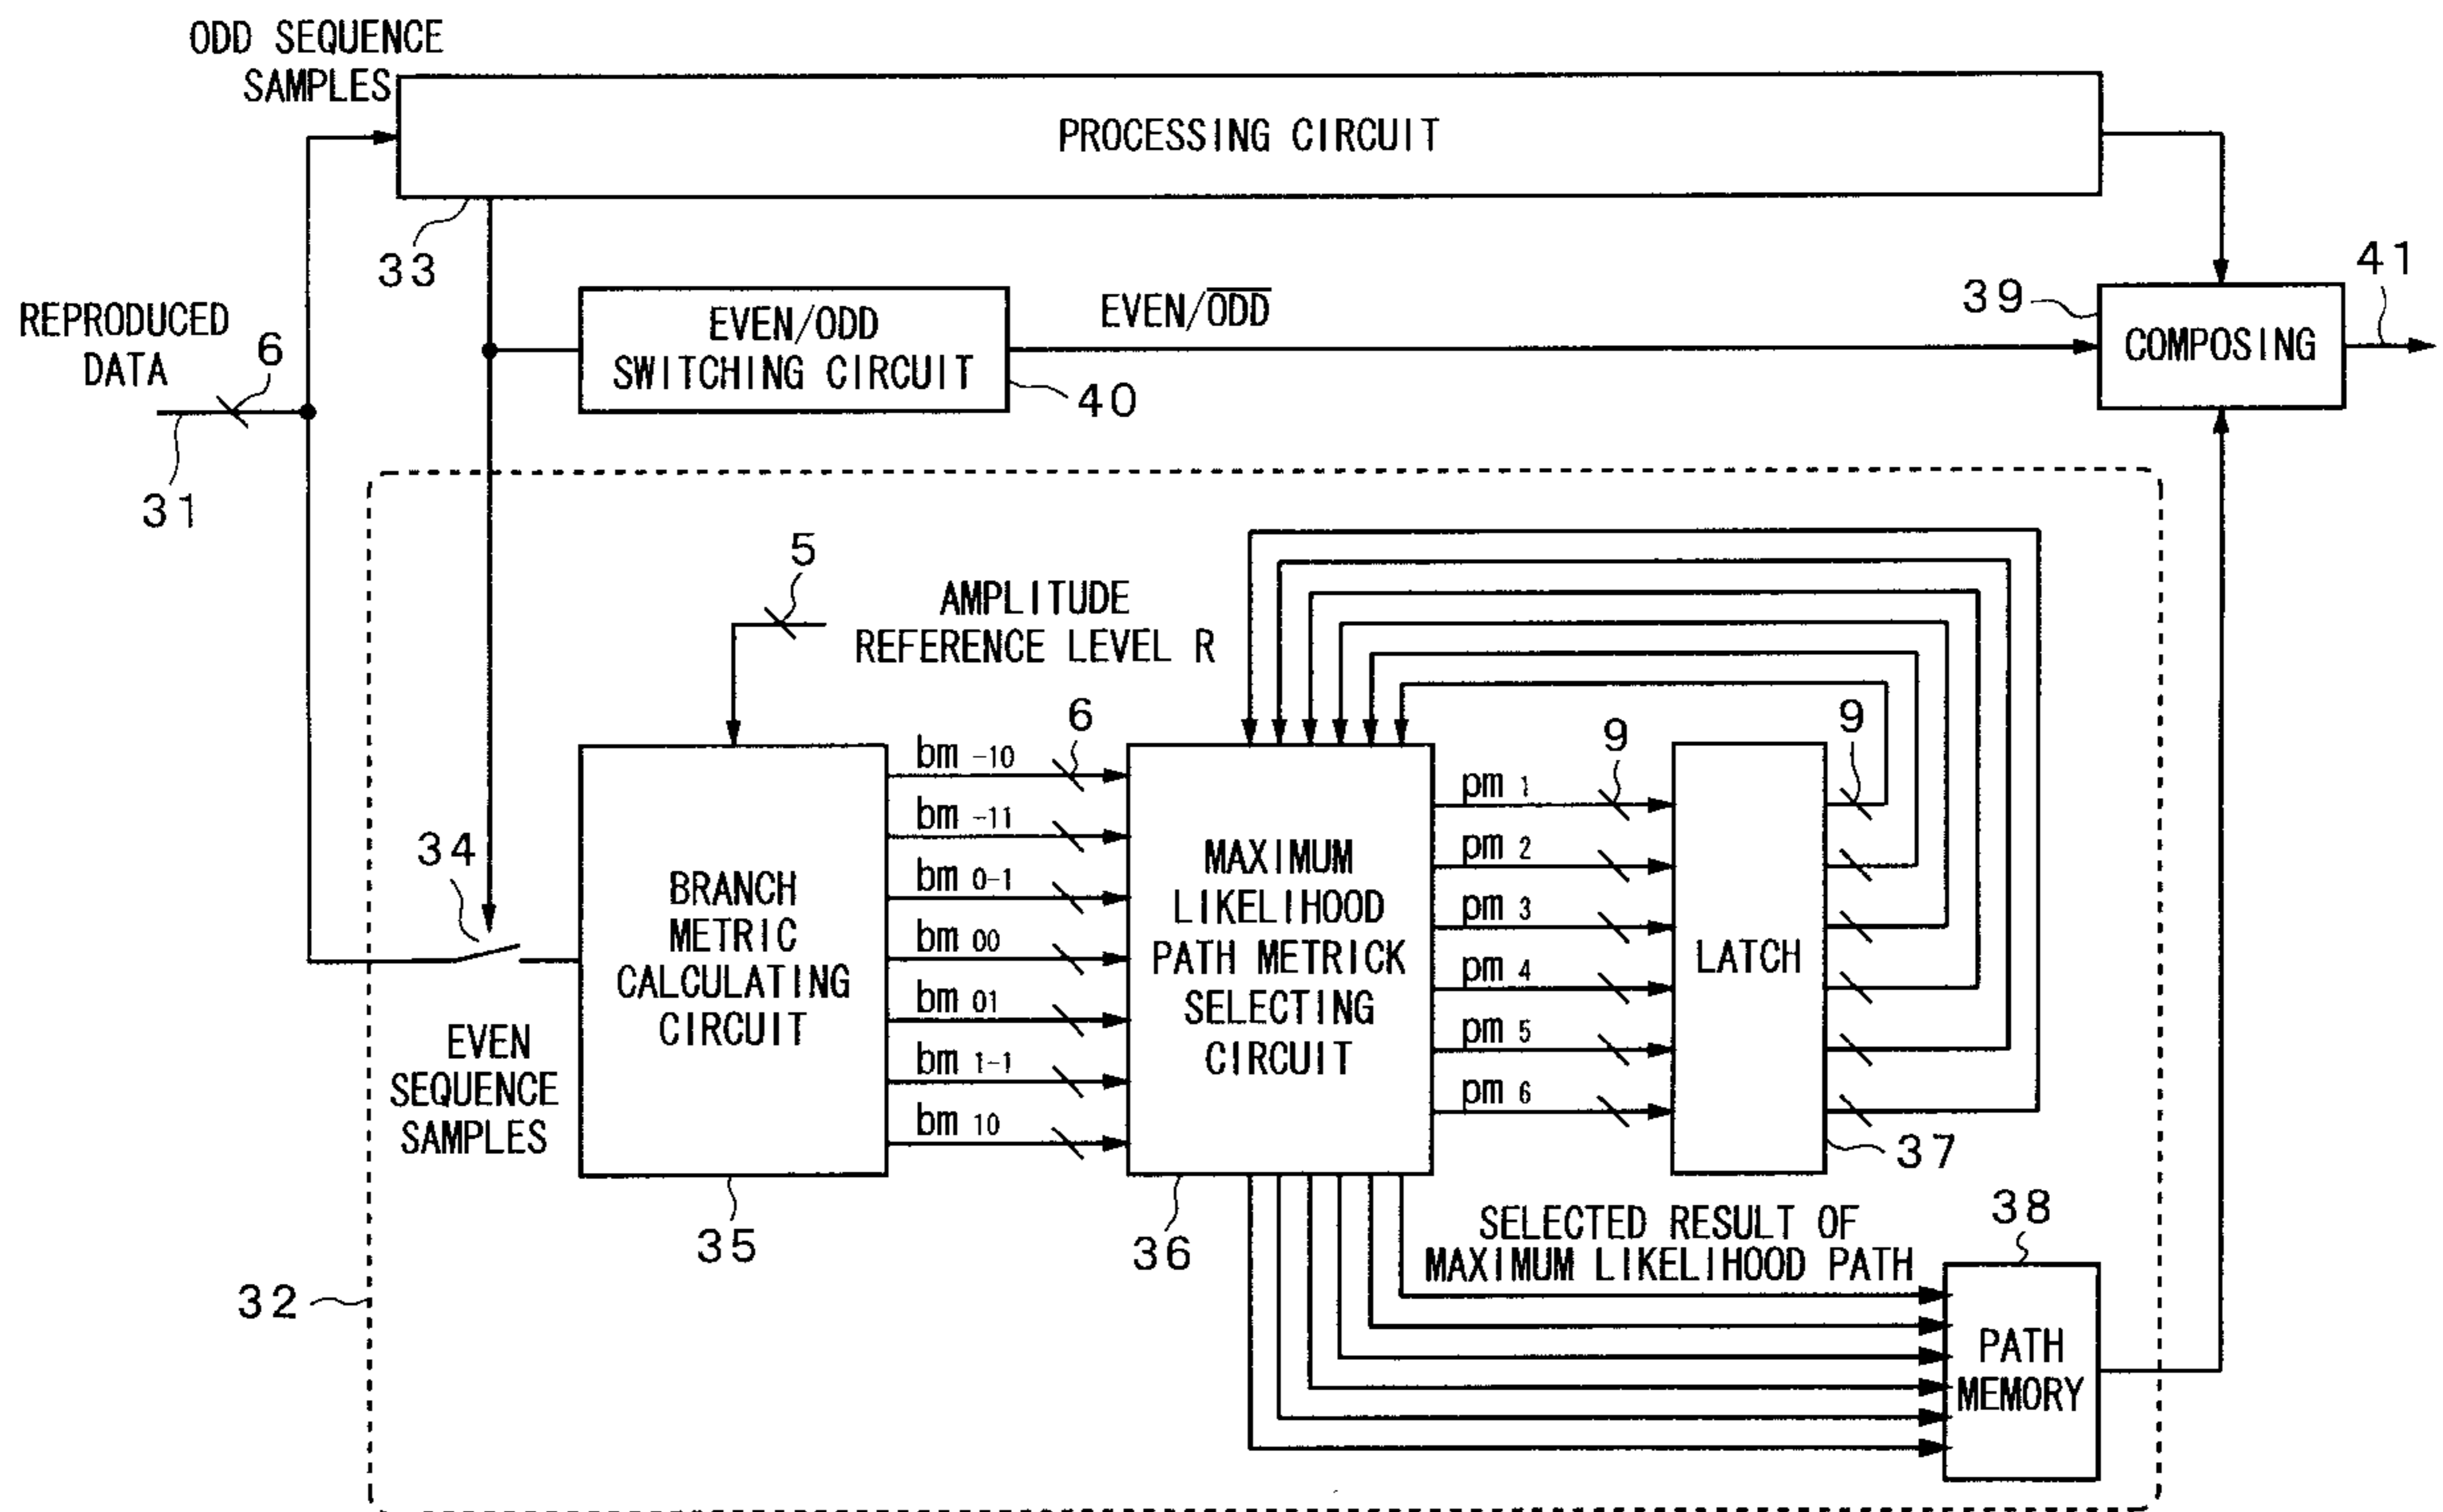 ODD SEQUENCE
SAMPLES
PROCESSING CIRCUIT
33
REPRODUCED
DATA
6
31
EVEN/ODD
SWITCHING CIRCUIT
40
EVEN/ODD
39
COMPOSING
41
5
AMPLITUDE
REFERENCE LEVEL R
34
EVEN
SEQUENCE
SAMPLES
BRANCH
METRIC
CALCULATING
CIRCUIT
35
bm -10
6
bm -11
bm 0-1
bm 00
bm 01
bm 1-1
bm 10
MAXIMUM
LIKELIHOOD
PATH METRICK
SELECTING
CIRCUIT
36
pm 1
9
pm 2
pm 3
pm 4
pm 5
pm 6
LATCH
9
37
SELECTED RESULT OF
MAXIMUM LIKELIHOOD PATH
38
PATH
MEMORY
32